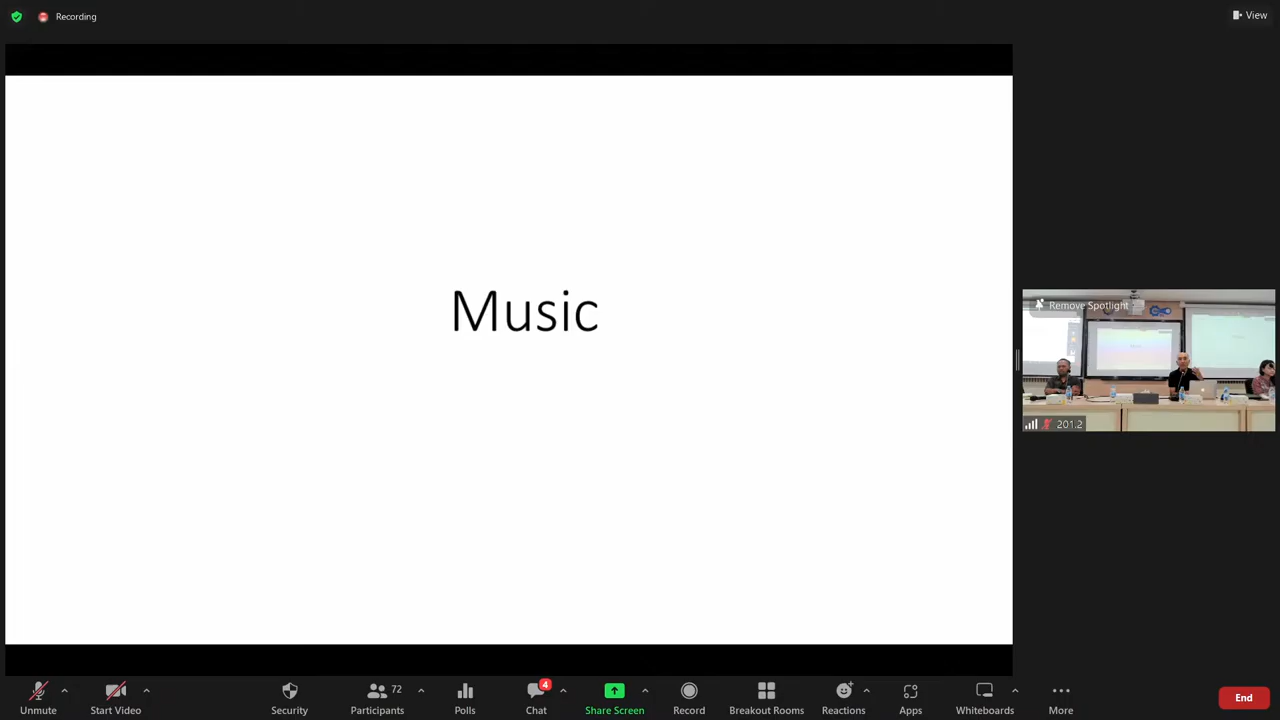 Recording
View
Music
Remove Spotlight
201.2
Unmute
Start Video
Security
Participants
72
Polls
4
Chat
Share Screen
Record
Breakout Rooms
Reactions
Apps
Whiteboards
More
End